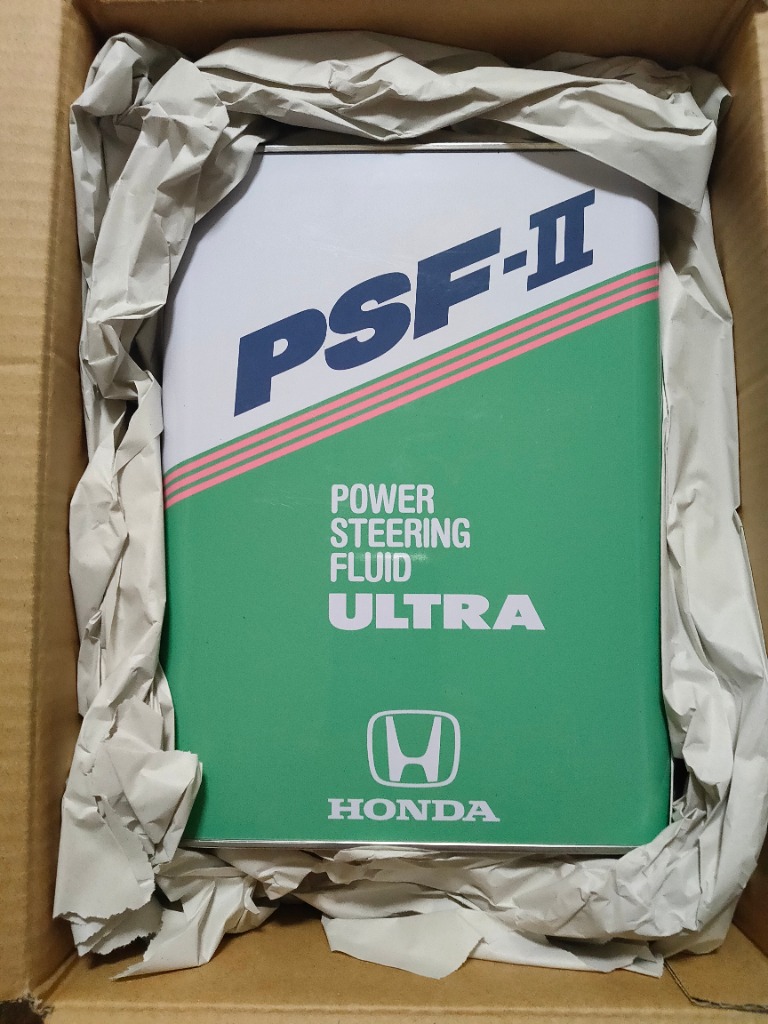 PSF-II
POWER
STEERING
FLUID
ULTRA
HONDA